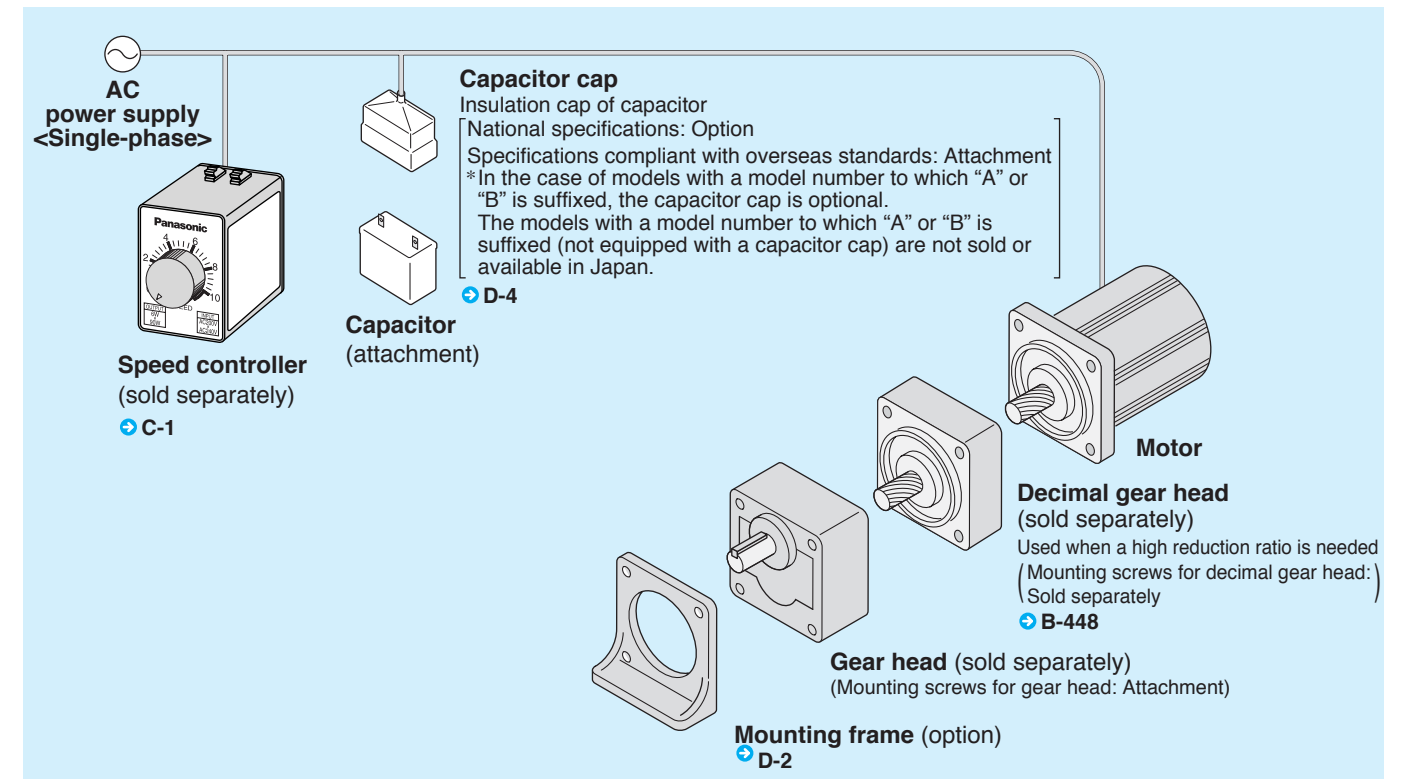 AC
power supply
<Single-phase>
Capacitor cap
Insulation cap of capacitor
National specifications: Option
Specifications compliant with overseas standards: Attachment
*In the case of models with a model number to which “A” or
“B” is suffixed, the capacitor cap is optional.
The models with a model number to which “A” or “B” is
suffixed (not equipped with a capacitor cap) are not sold or
available in Japan.
D-4
Panasonic
2 4 6 8 10
OUTPUT
6W
90W
INPUT
Capacitor
(attachment)
Speed controller
(sold separately)
C-1
Motor
Decimal gear head
(sold separately)
Used when a high reduction ratio is needed
(Mounting screws for decimal gear head:
Sold separately)
B-448
Gear head (sold separately)
(Mounting screws for gear head: Attachment)
Mounting frame (option)
D-2